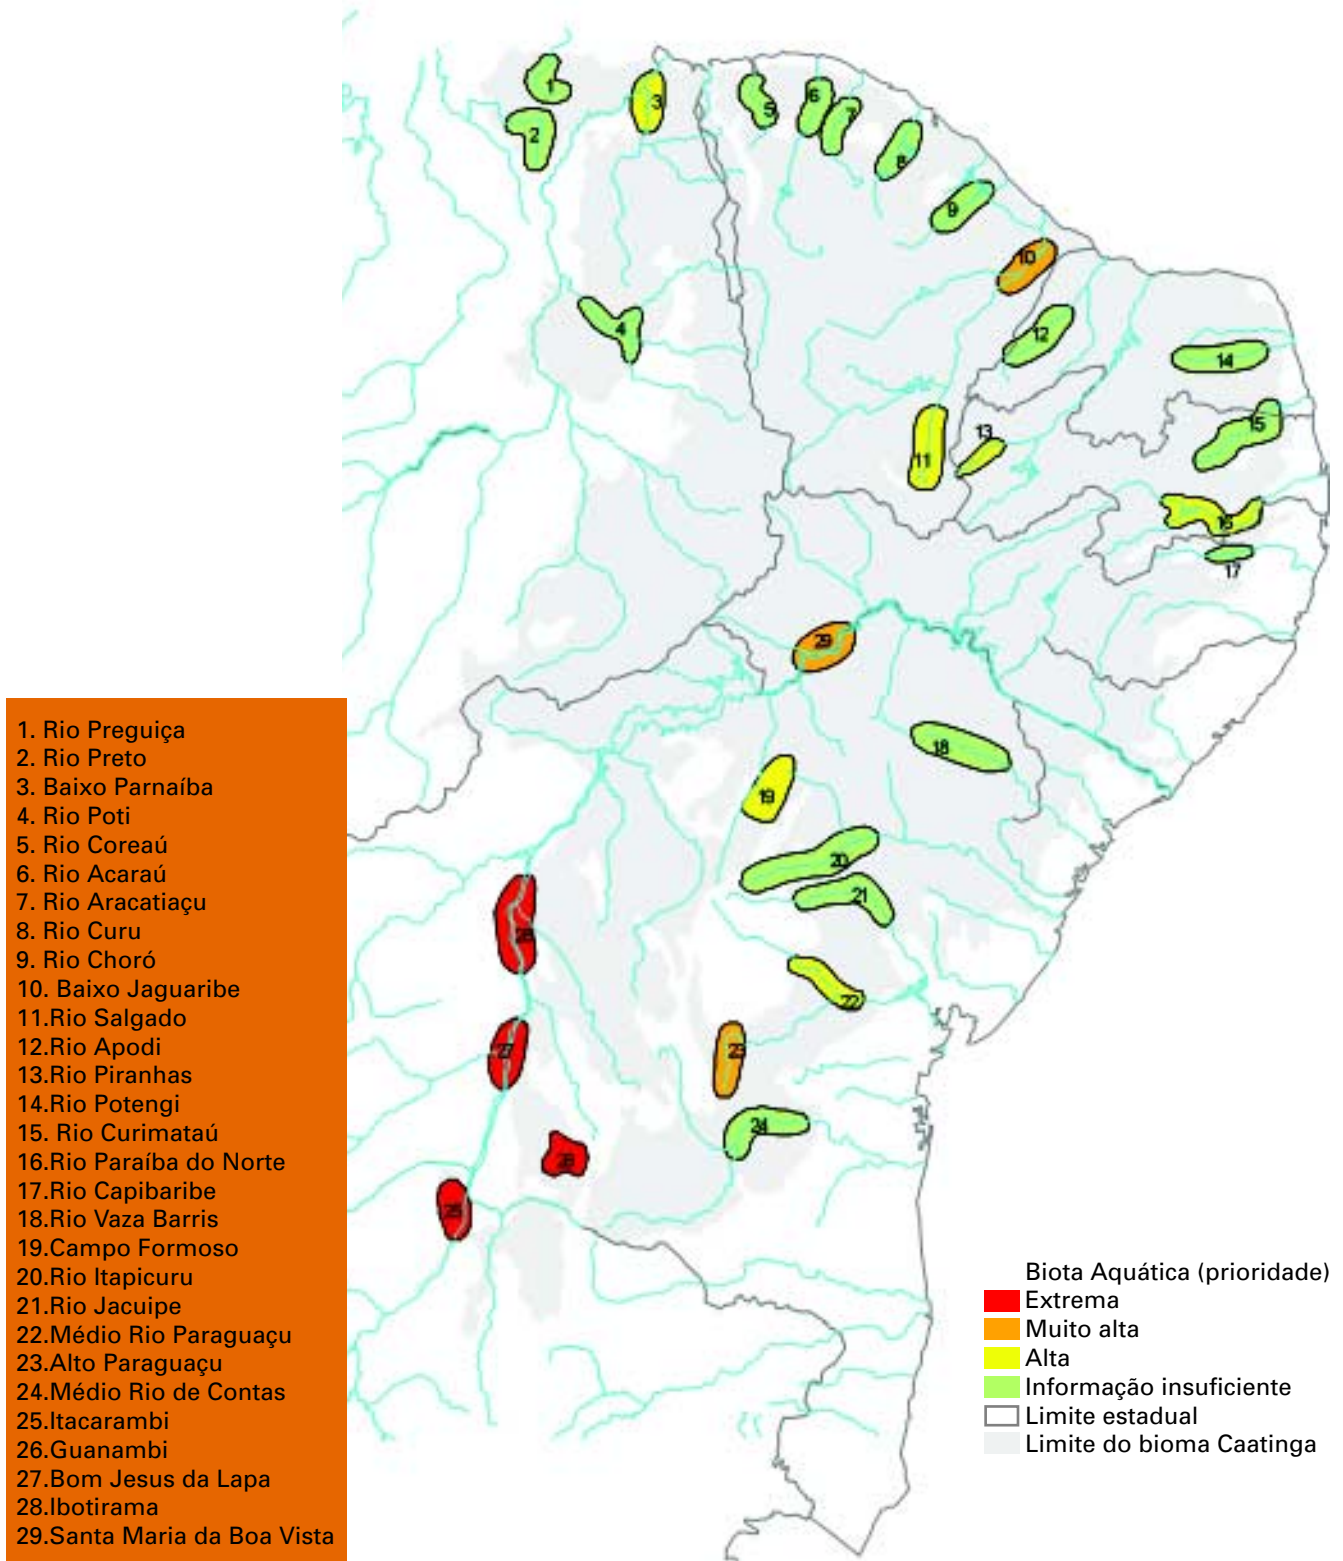 1
2
3
4
5
6
7
8
9
10
11
12
13
14
15
16
17
18
19
20
21
22
23
24
25
26
27
28
29
1. Rio Preguiça
2. Rio Preto
3. Baixo Parnaíba
4. Rio Poti
5. Rio Coreaú
6. Rio Acaraú
7. Rio Aracatiaçu
8. Rio Curu
9. Rio Choró
10. Baixo Jaguaribe
11.Rio Salgado
12.Rio Apodi
13.Rio Piranhas
14.Rio Potengi
15. Rio Curimataú
16.Rio Paraíba do Norte
17.Rio Capibaribe
18.Rio Vaza Barris
19.Campo Formoso
20.Rio Itapicuru
21.Rio Jacuipe
22.Médio Rio Paraguaçu
23.Alto Paraguaçu
24.Médio Rio de Contas
25.Itacarambi
26.Guanambi
27.Bom Jesus da Lapa
28.Ibotirama
29.Santa Maria da Boa Vista
Biota Aquática (prioridade)
Extrema
Muito alta
Alta
Informação insuficiente
Limite estadual
Limite do bioma Caatinga